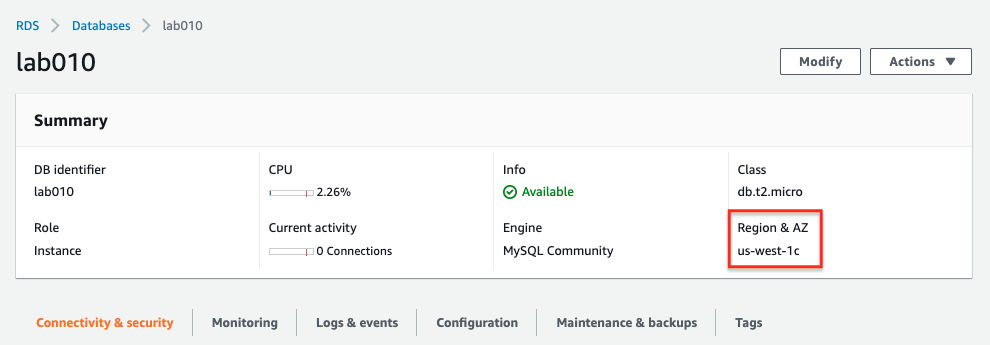 RDS > Databases > lab010
lab010
Modify
Actions ▼
Summary
DB identifier
lab010
CPU
2.26%
Info
Available
Class
db.t2.micro
Role
Instance
Current activity
0 Connections
Engine
MySQL Community
Region & AZ
us-west-1c
Connectivity & security
Monitoring
Logs & events
Configuration
Maintenance & backups
Tags